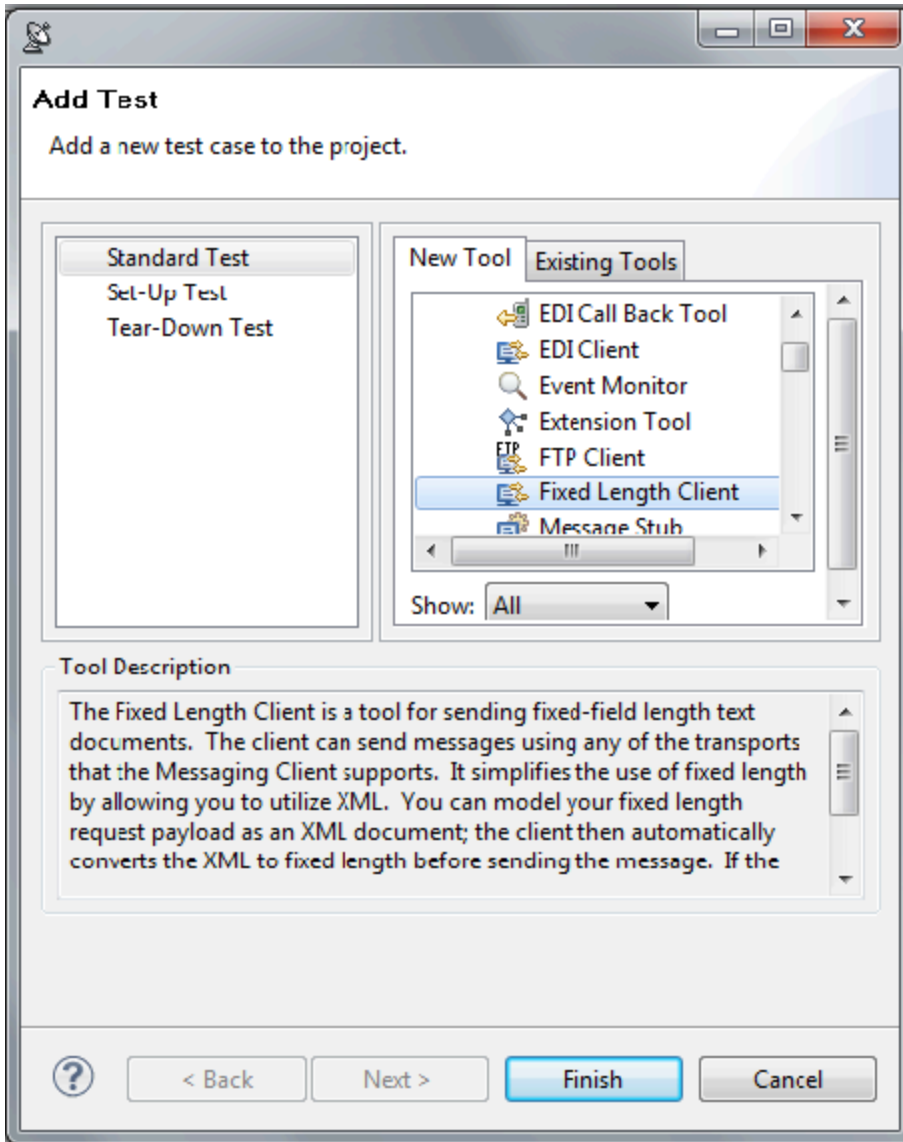 Add Test
Add a new test case to the project.
Standard Test
Set-Up Test
Tear-Down Test
New Tool
Existing Tools
EDI Call Back Tool
EDI Client
Event Monitor
Extension Tool
FTP
FTP Client
Fixed Length Client
Message Stub
Show: All
Tool Description
The Fixed Length Client is a tool for sending fixed-field length text
documents. The client can send messages using any of the transports
that the Messaging Client supports. It simplifies the use of fixed length
by allowing you to utilize XML. You can model your fixed length
request payload as an XML document; the client then automatically
converts the XML to fixed length before sending the message. If the
?
< Back
Next >
Finish
Cancel